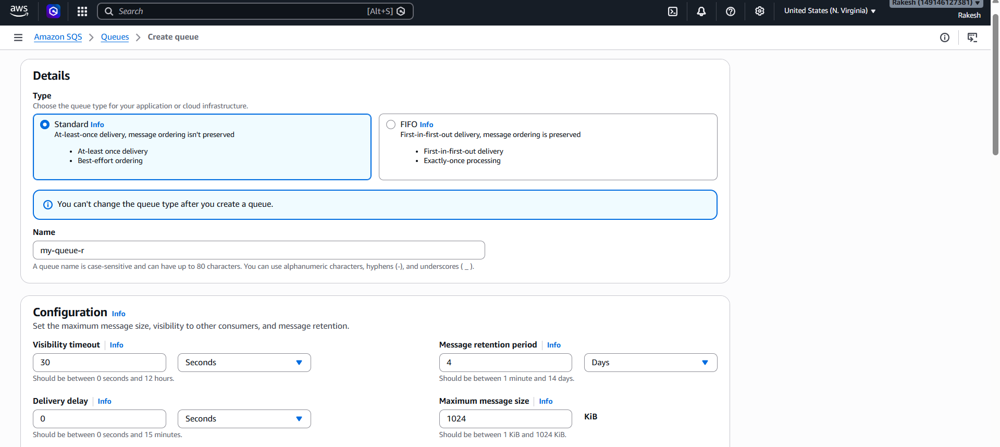 aws
Search
[Alt+S]
United States (N. Virginia)
Rakesh (149146127381)
Rakesh
Amazon SQS
Queues
Create queue
Details
Type
Choose the queue type for your application or cloud infrastructure.
Standard Info
At-least-once delivery, message ordering isn't preserved
• At-least once delivery
• Best-effort ordering
FIFO Info
First-in-first-out delivery, message ordering is preserved
• First-in-first-out delivery
• Exactly-once processing
You can't change the queue type after you create a queue.
Name
my-queue-r
A queue name is case-sensitive and can have up to 80 characters. You can use alphanumeric characters, hyphens (-), and underscores ( _ ).
Configuration Info
Set the maximum message size, visibility to other consumers, and message retention.
Visibility timeout Info
30 Seconds
Should be between 0 seconds and 12 hours.
Message retention period Info
4 Days
Should be between 1 minute and 14 days.
Delivery delay Info
0 Seconds
Should be between 0 seconds and 15 minutes.
Maximum message size Info
1024 KiB
Should be between 1 KiB and 1024 KiB.